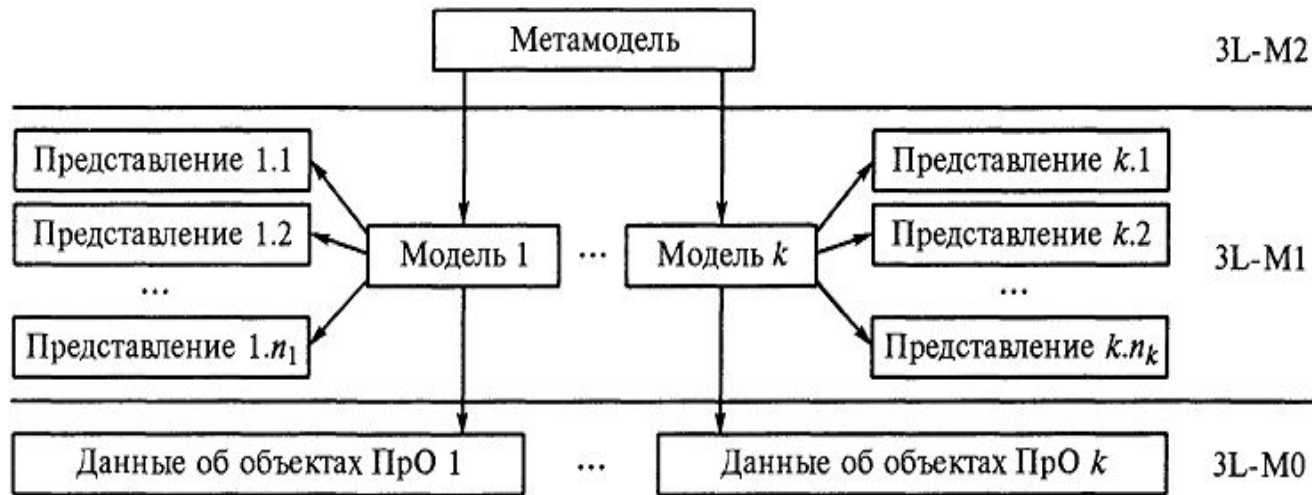 Метамодель
3L-M2
Представление 1.1
Представление k.1
Представление 1.2
Модель 1
...
Модель k
Представление k.2
3L-M1
...
...
Представление 1.n₁
Представление k.nₖ
Данные об объектах ПрО 1
...
Данные об объектах ПрО k
3L-M0